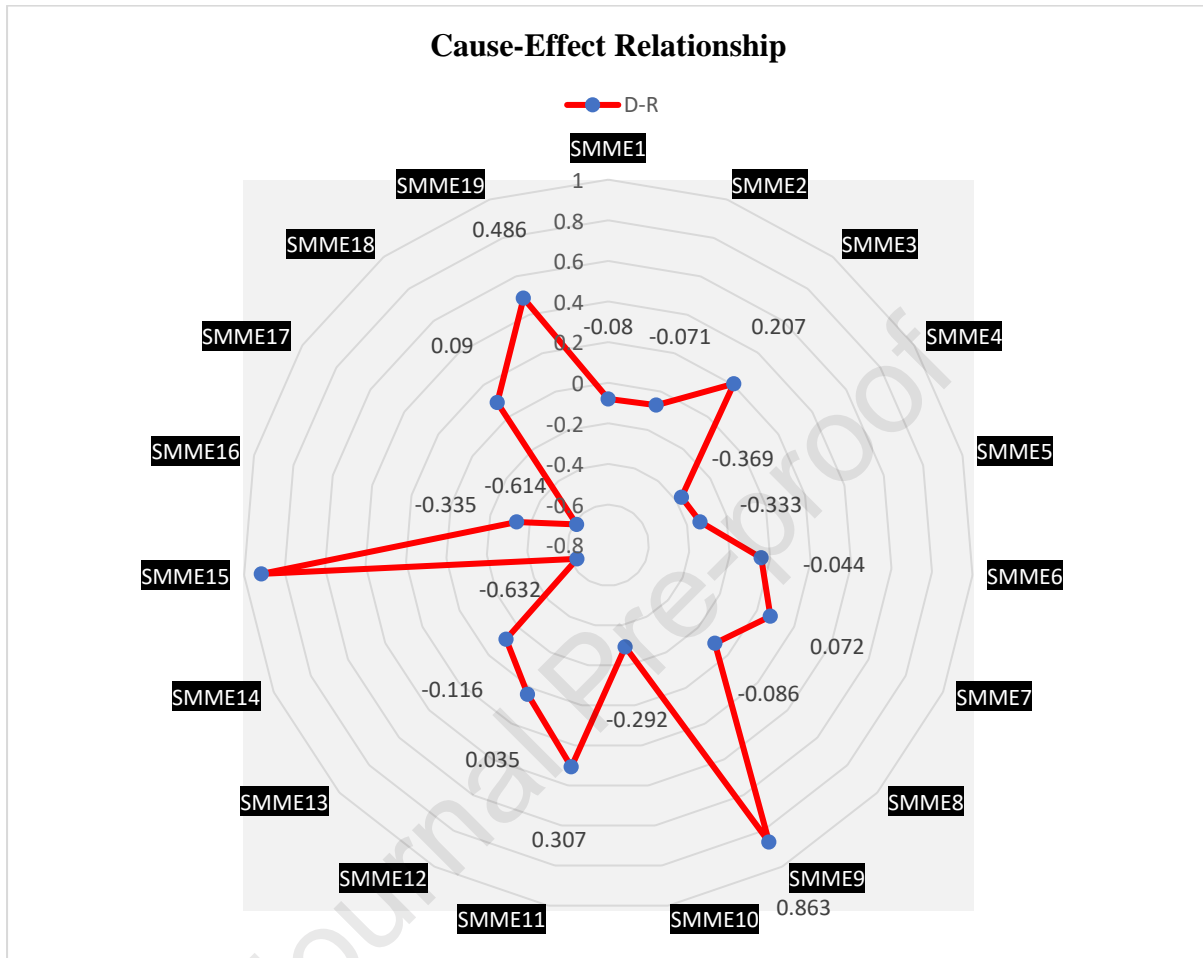 Cause-Effect Relationship
D-R
SMME1
SMME2
SMME3
SMME4
SMME5
SMME6
SMME7
SMME8
SMME9
SMME10
SMME11
SMME12
SMME13
SMME14
SMME15
SMME16
SMME17
SMME18
SMME19
1
0.8
0.6
0.4
0.2
0
-0.2
-0.4
-0.6
-0.8
-0.08
-0.071
0.207
-0.369
-0.333
-0.044
0.072
-0.086
0.863
-0.292
0.307
0.035
-0.116
-0.632
-0.335
-0.614
0.09
0.486
Journal Pre-proof